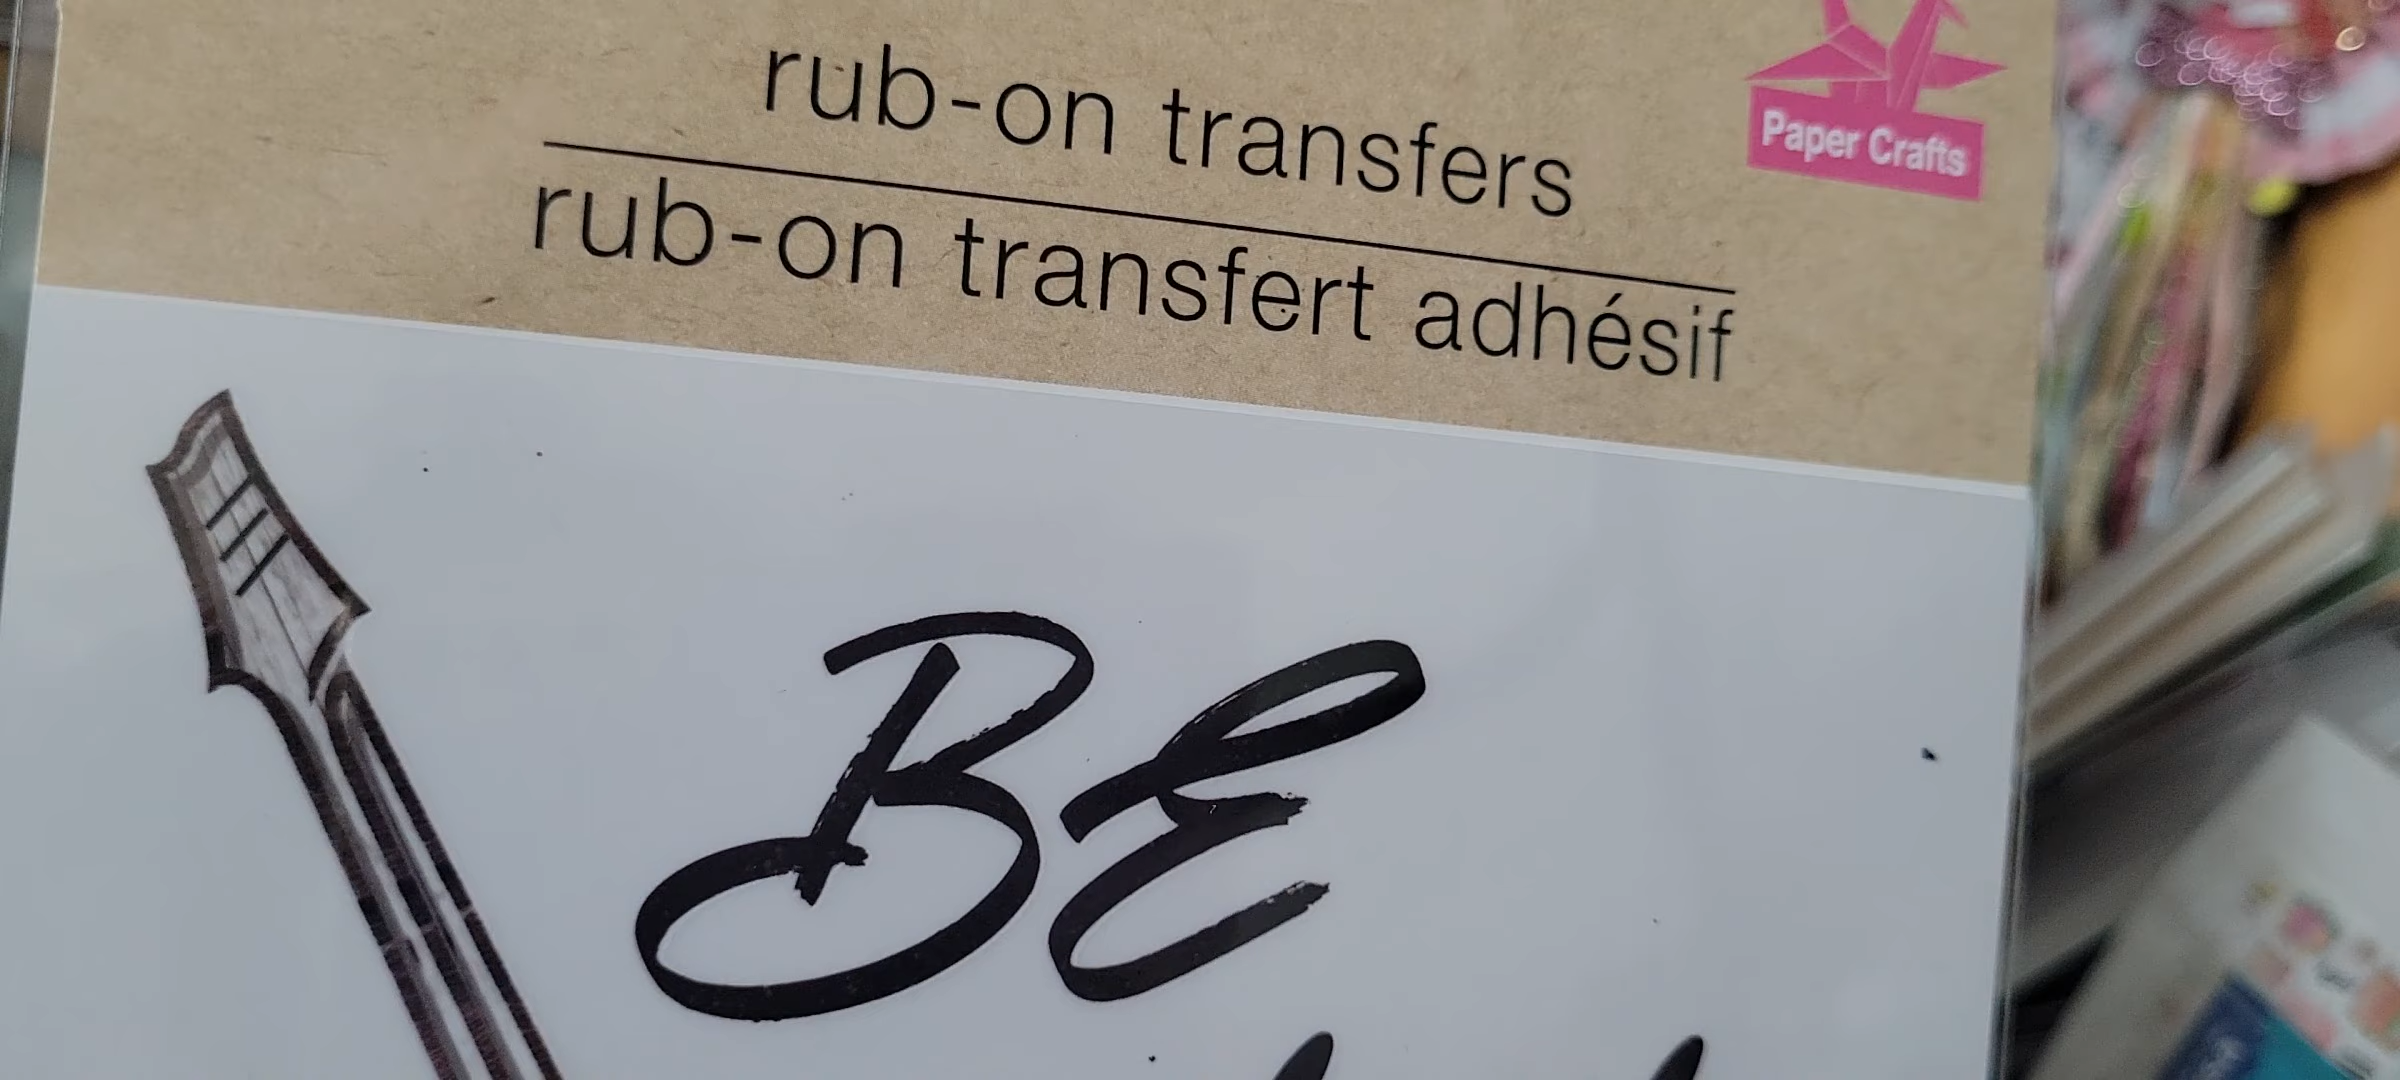 rub-on transfers
Paper Crafts
rub-on transfert adhésif
BE